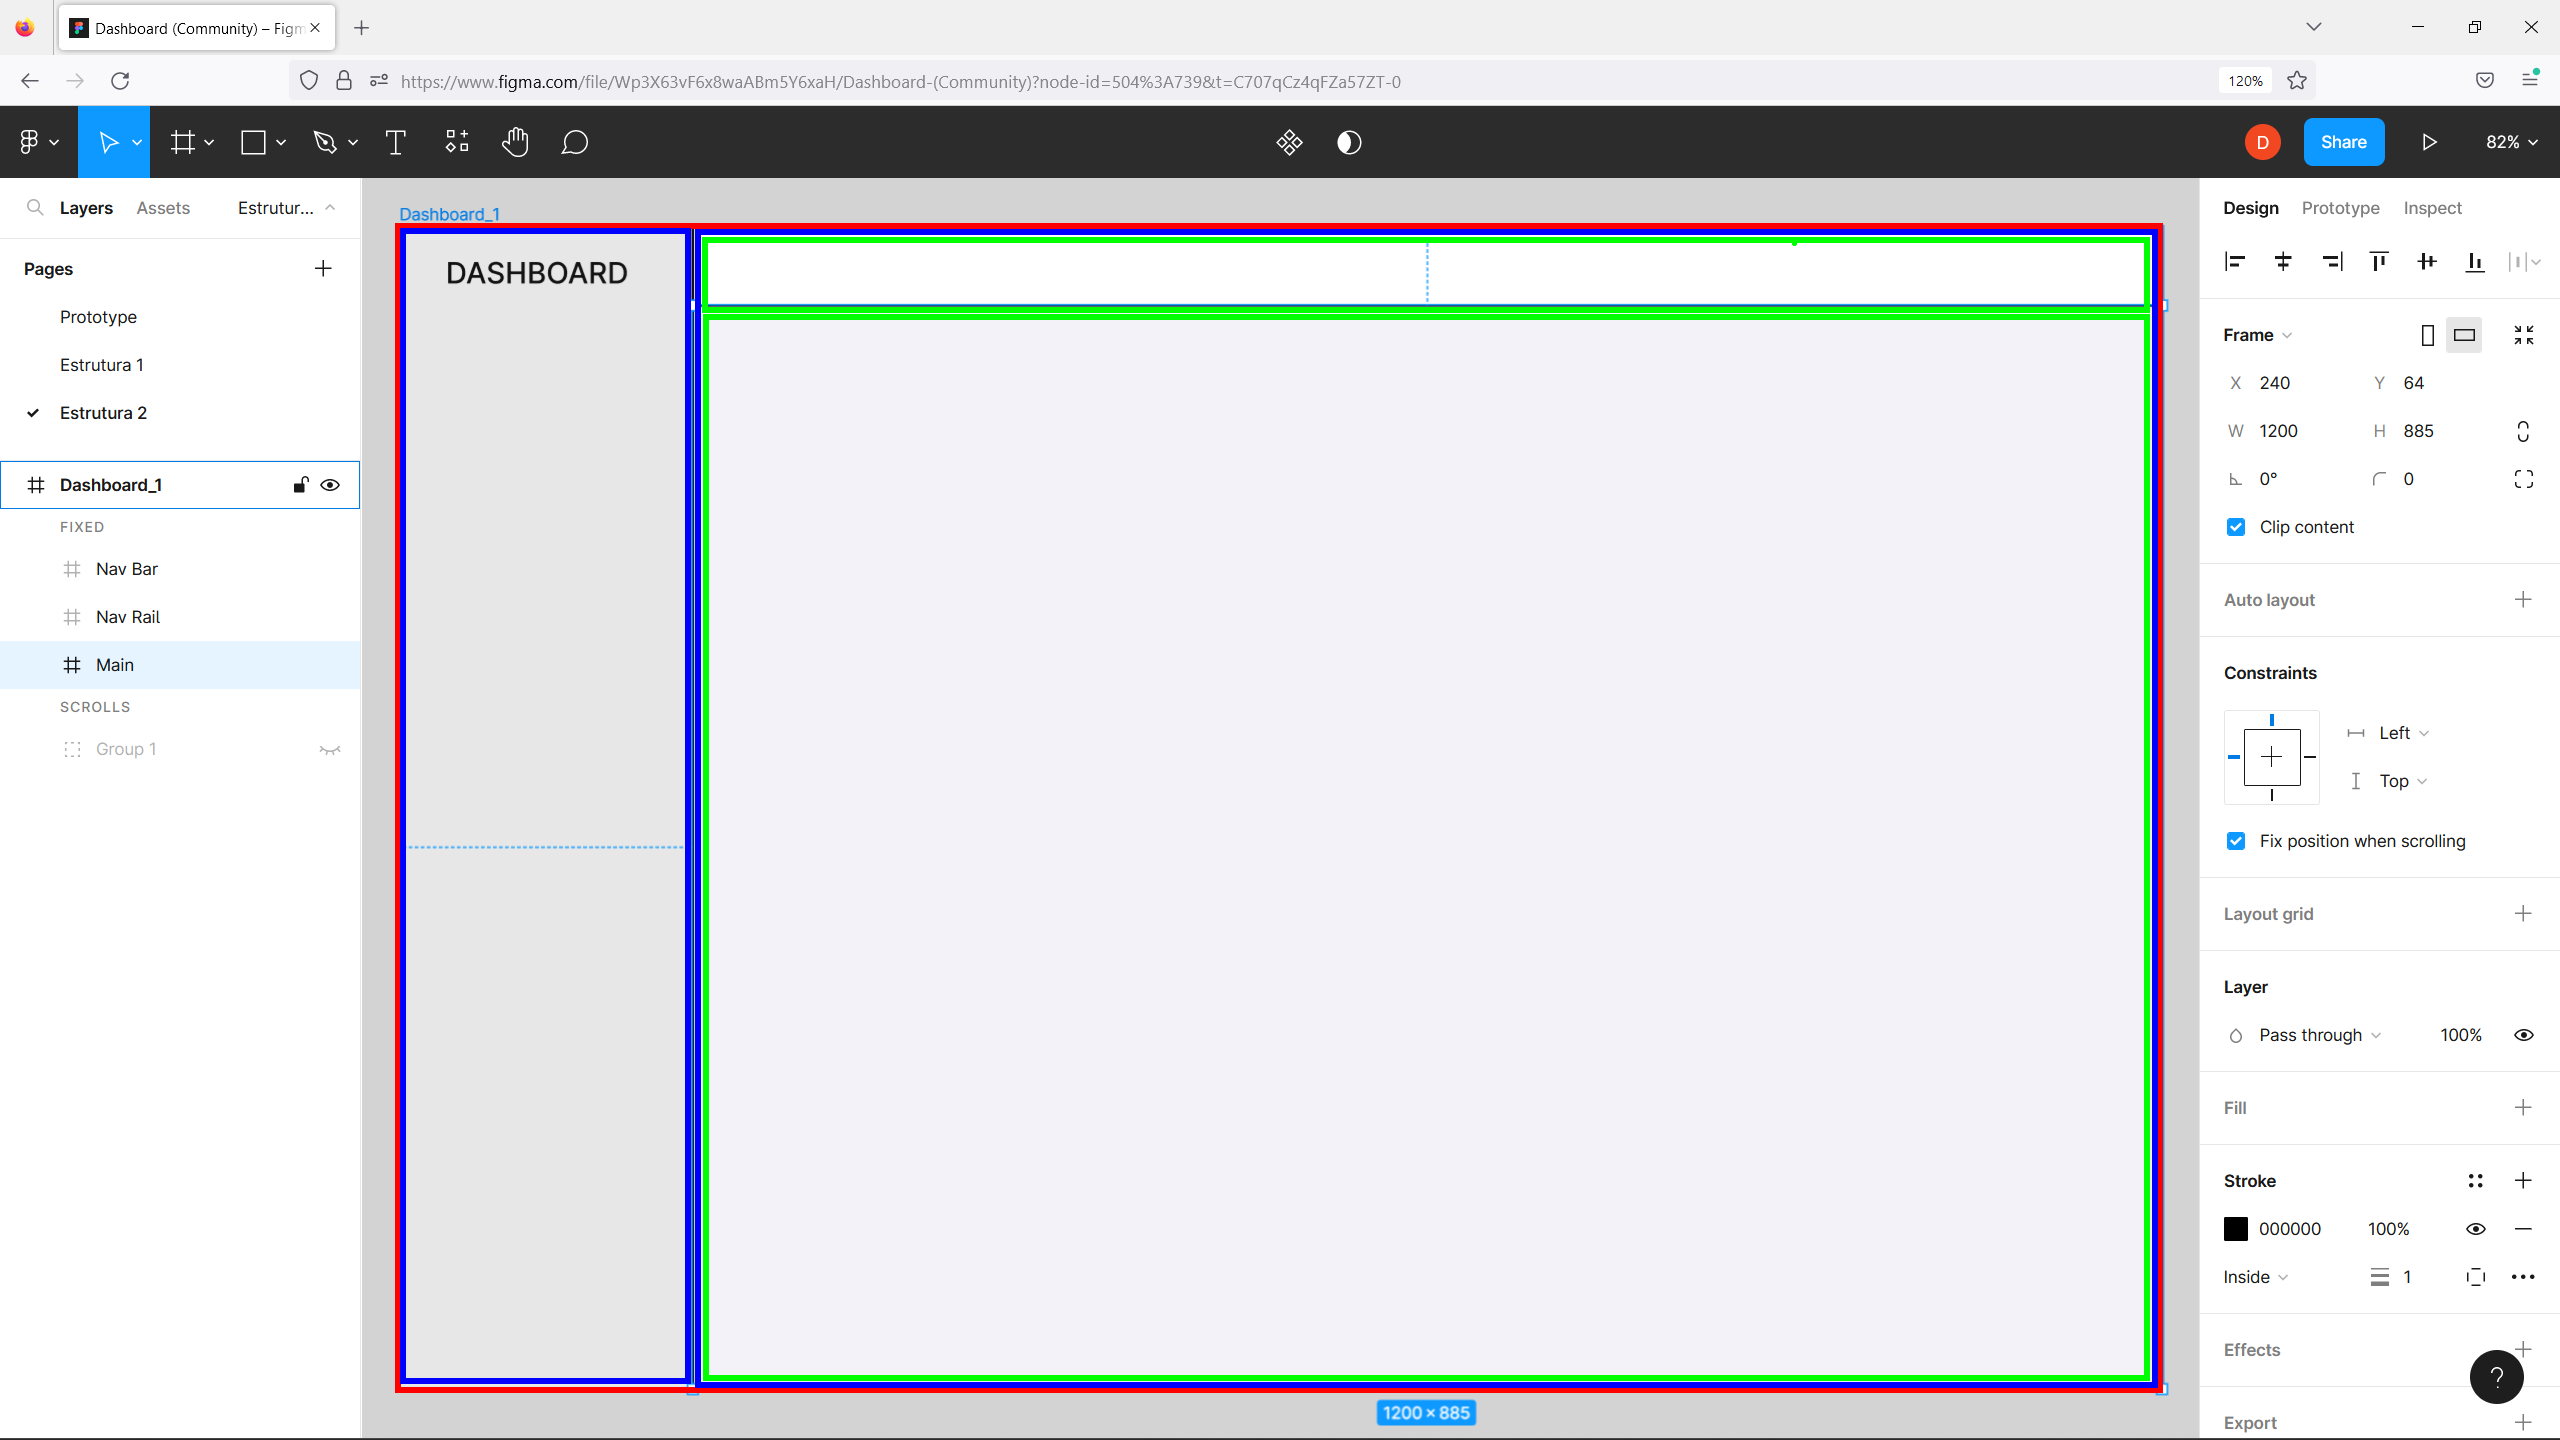 Dashboard (Community) – Figm
https://www.figma.com/file/Wp3X63vF6x8waABm5Y6xaH/Dashboard-(Community)?node-id=504%3A739&t=C707qCz4qFZa57ZT-0
120%
D
Share
82%
Layers Assets Estrutur...
Pages
Prototype
Estrutura 1
Estrutura 2
Dashboard_1
FIXED
Nav Bar
Nav Rail
Main
SCROLLS
Group 1
Dashboard_1
DASHBOARD
1200 × 885
Design Prototype Inspect
Frame
X 240 Y 64
W 1200 H 885
0° 0
Clip content
Auto layout
Constraints
Left
Top
Fix position when scrolling
Layout grid
Layer
Pass through 100%
Fill
Stroke
000000 100%
Inside 1
Effects
?
Export